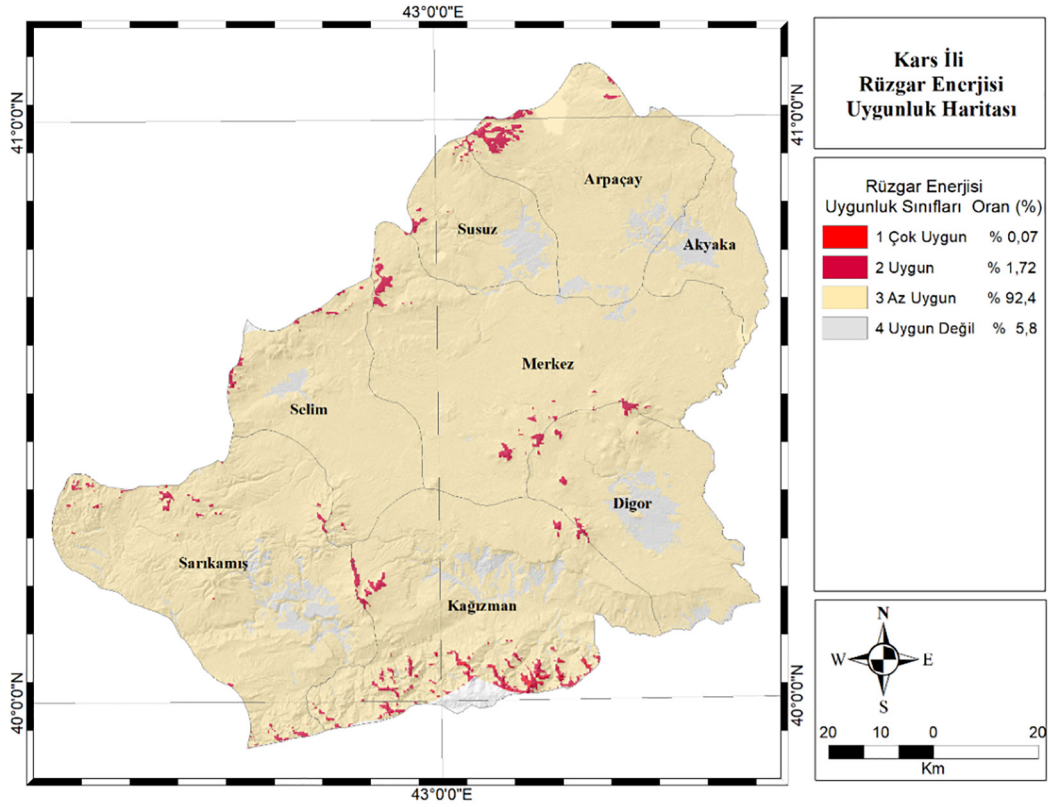 43°0'0"E
41°0'0"N
41°0'0"N
Arpaçay
Susuz
Akyaka
Merkez
Selim
Digor
Sarıkamış
Kağızman
40°0'0"N
40°0'0"N
43°0'0"E
Kars İli
Rüzgar Enerjisi
Uygunluk Haritası
Rüzgar Enerjisi
Uygunluk Sınıfları Oran (%)
1 Çok Uygun % 0,07
2 Uygun % 1,72
3 Az Uygun % 92,4
4 Uygun Değil % 5,8
N
W E
S
20 10 0 20
Km